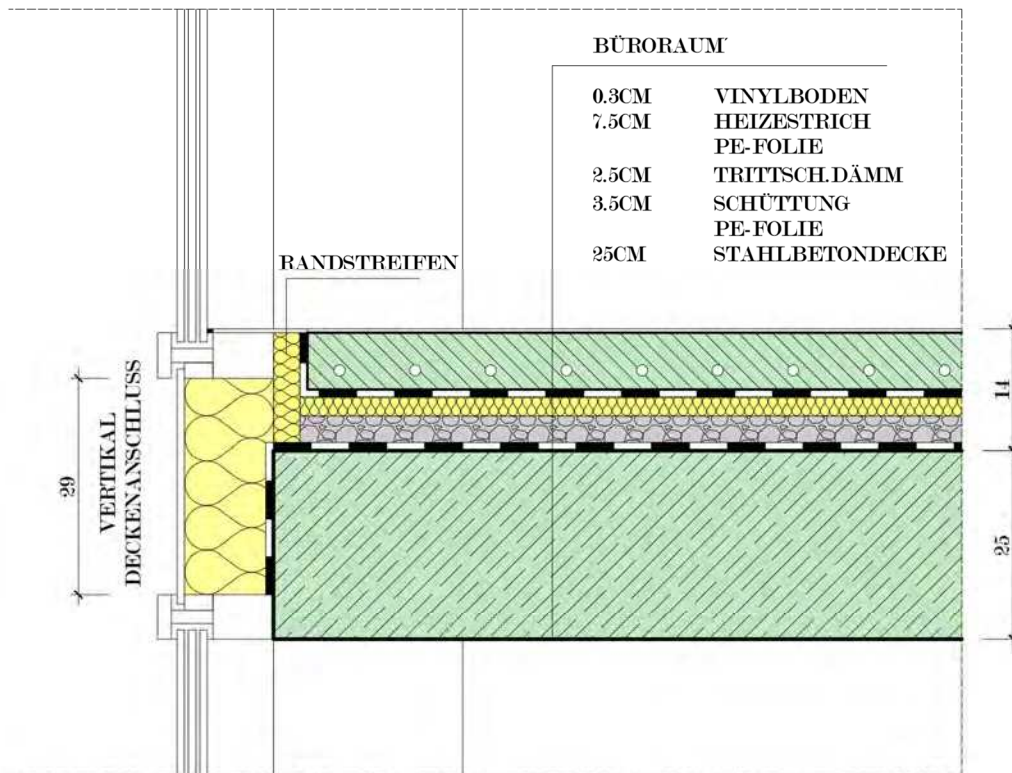 BÜRORAUM
0.3CM VINYLBODEN
7.5CM HEIZESTRICH
PE-FOLIE
2.5CM TRITTSCH.DÄMM
3.5CM SCHÜTTUNG
PE-FOLIE
25CM STAHLBETONDECKE
RANDSTREIFEN
29
VERTIKAL
DECKENANSCHLUSS
14
25